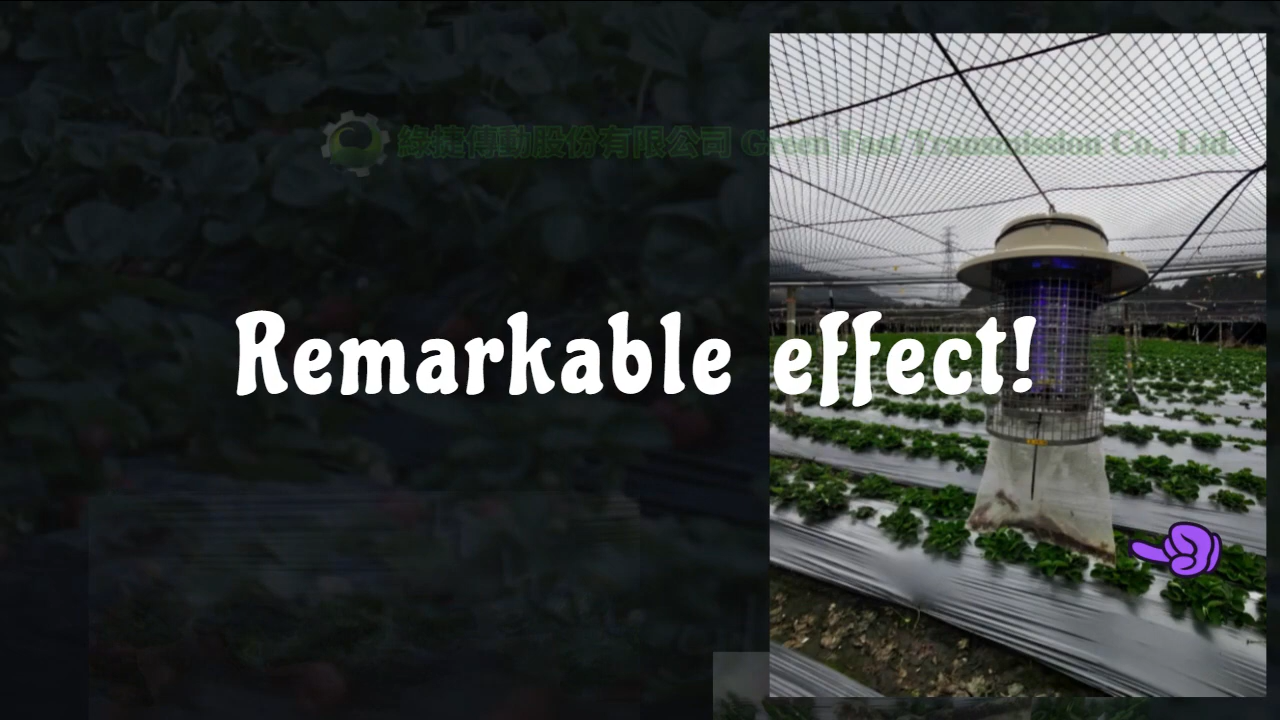 綠捷傳動股份有限公司 Green Fast Transmission Co., Ltd.
Remarkable effect!